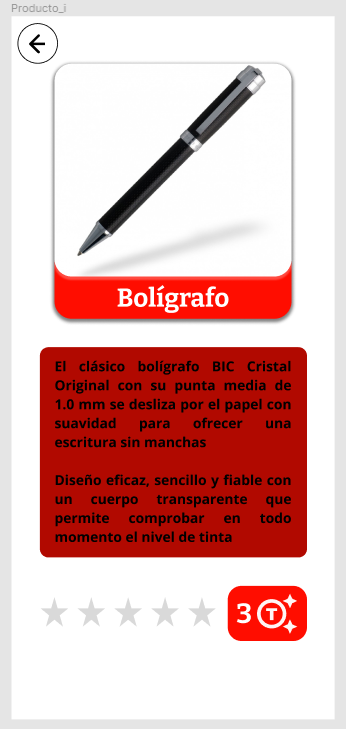 Producto_i
Bolígrafo
El clásico bolígrafo BIC Cristal
Original con su punta media de
1.0 mm se desliza por el papel con
suavidad para ofrecer una
escritura sin manchas
Diseño eficaz, sencillo y fiable con
un cuerpo transparente que
permite comprobar en todo
momento el nivel de tinta
3 T